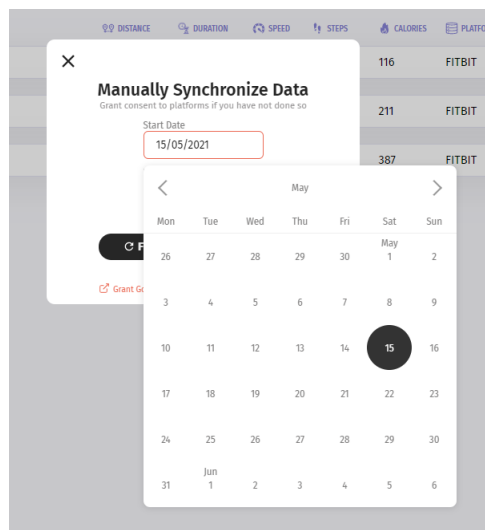 DISTANCE DURATION SPEED STEPS CALORIES
116 FITBIT
Manually Synchronize Data
Grant consent to platforms if you have not done so
211 FITBIT
Start Date
15/05/2021
387 FITBIT
May
Mon Tue Wed Thu Fri Sat Sun
May
26 27 28 29 30 1 2
3 4 5 6 7 8 9
10 11 12 13 14 15 16
17 18 19 20 21 22 23
24 25 26 27 28 29 30
Jun
31 1 2 3 4 5 6
Grant